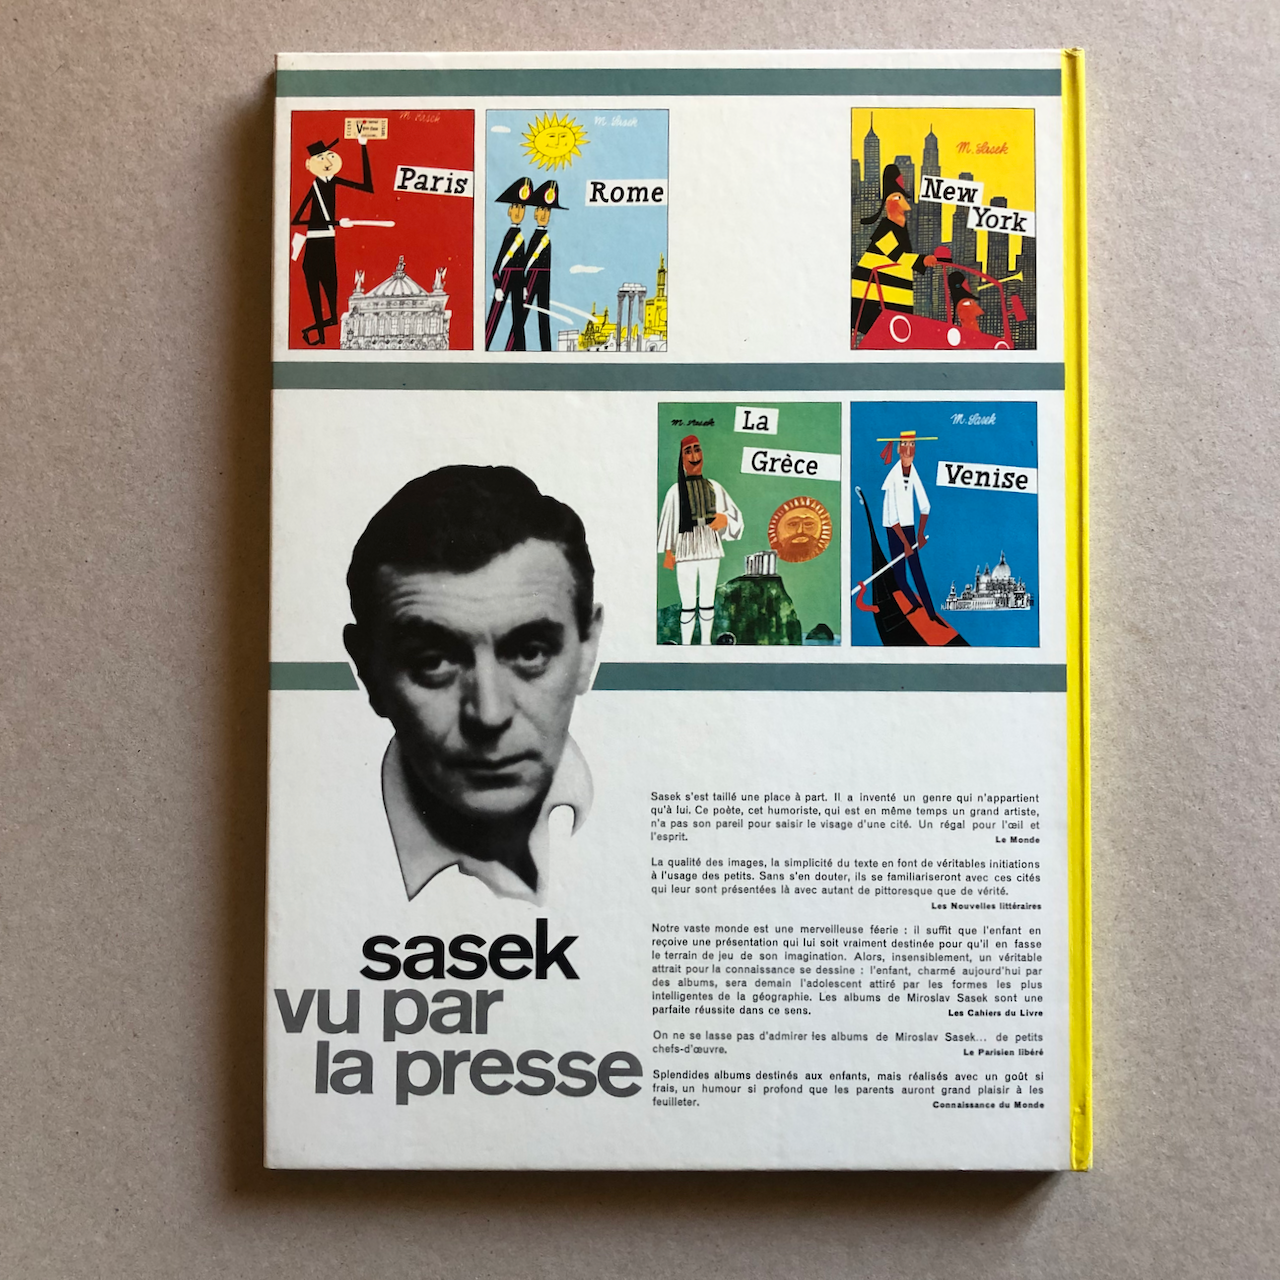 M. Sasek
Paris
M. Sasek
Rome
M. Sasek
New
York
M. Sasek
La
Grèce
M. Sasek
Venise
Sasek s'est taillé une place à part. Il a inventé un genre qui n'appartient
qu'à lui. Ce poète, cet humoriste, qui est en même temps un grand artiste,
n'a pas son pareil pour saisir le visage d'une cité. Un régal pour l'œil et
l'esprit.
Le Monde
La qualité des images, la simplicité du texte en font de véritables initiations
à l'usage des petits. Sans s'en douter, ils se familiariseront avec ces cités
qui leur sont présentées là avec autant de pittoresque que de vérité.
Les Nouvelles littéraires
Notre vaste monde est une merveilleuse féerie : il suffit que l'enfant en
reçoive une présentation qui lui soit vraiment destinée pour qu'il en fasse
le terrain de jeu de son imagination. Alors, insensiblement, un véritable
attrait pour la connaissance se dessine : l'enfant, charmé aujourd'hui par
des albums, sera demain l'adolescent attiré par les formes les plus
intelligentes de la géographie. Les albums de Miroslav Sasek sont une
parfaite réussite dans ce sens.
Les Cahiers du Livre
On ne se lasse pas d'admirer les albums de Miroslav Sasek... de petits
chefs-d'œuvre.
Le Parisien libéré
Splendides albums destinés aux enfants, mais réalisés avec un goût si
frais, un humour si profond que les parents auront grand plaisir à les
feuilleter.
Connaissance du Monde
sasek
vu par
la presse